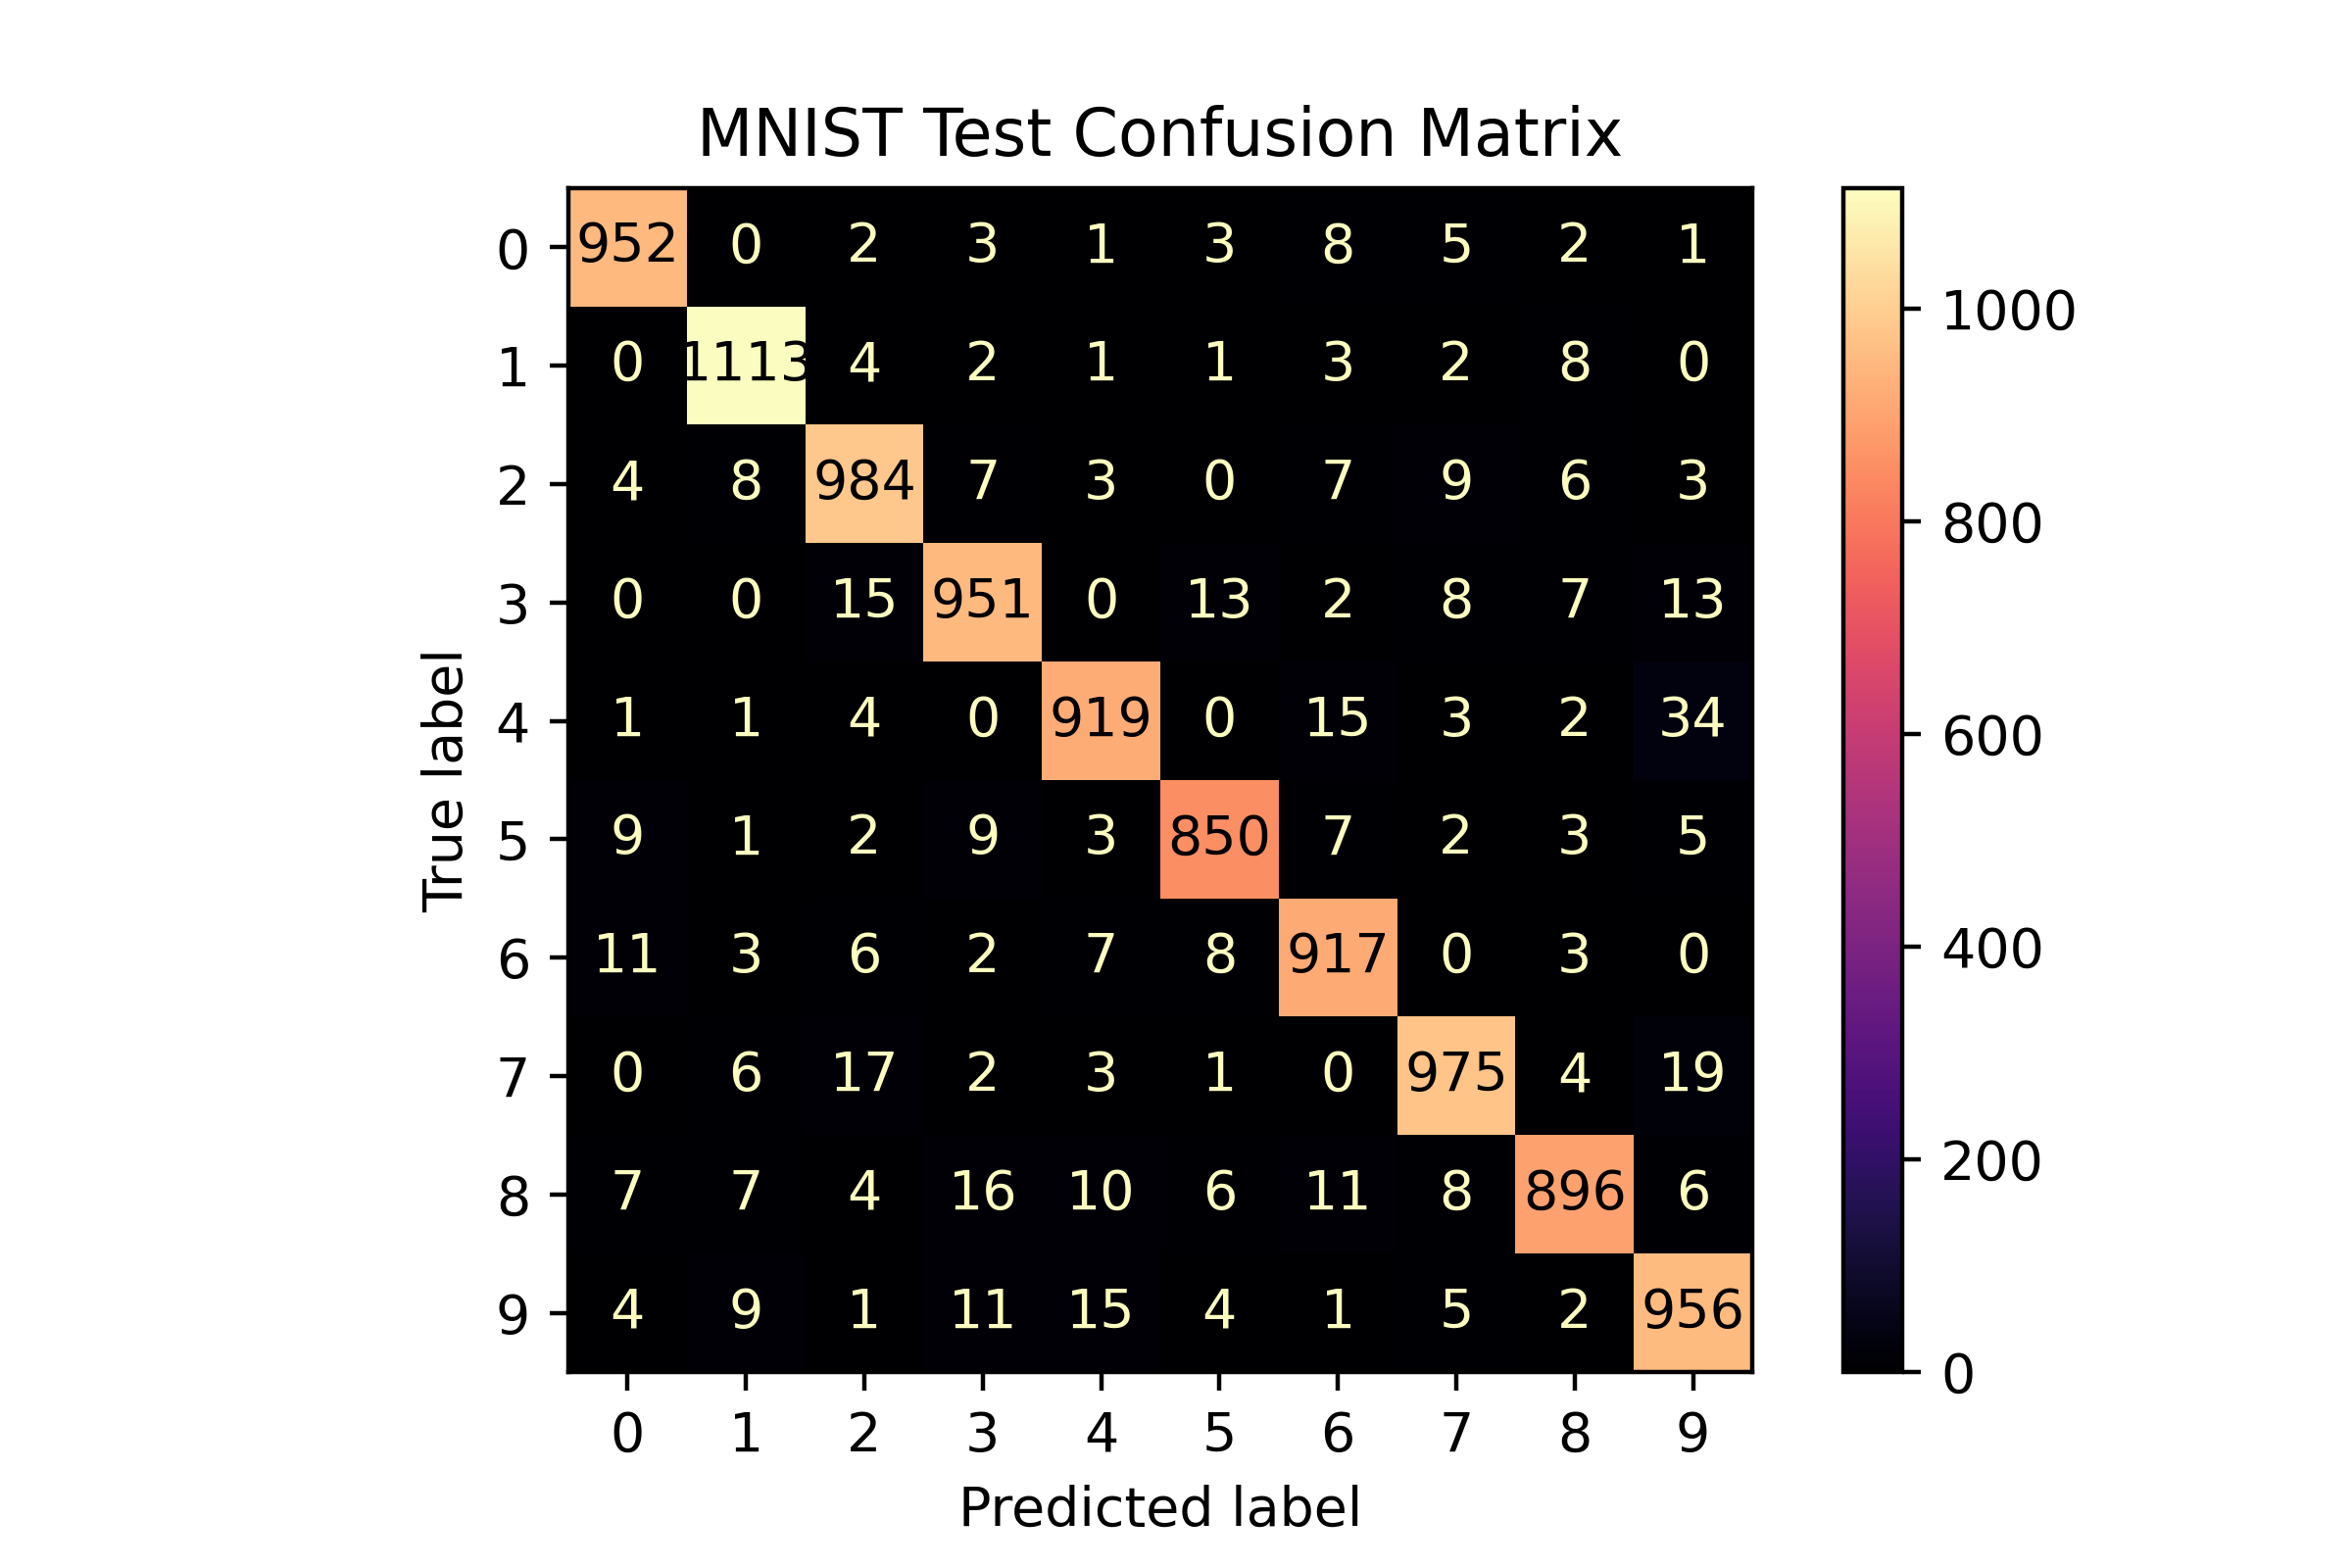 MNIST Test Confusion Matrix
0 952 0 2 3 1 3 8 5 2 1
1 0 1113 4 2 1 1 3 2 8 0
2 4 8 984 7 3 0 7 9 6 3
3 0 0 15 951 0 13 2 8 7 13
4 1 1 4 0 919 0 15 3 2 34
5 9 1 2 9 3 850 7 2 3 5
6 11 3 6 2 7 8 917 0 3 0
7 0 6 17 2 3 1 0 975 4 19
8 7 7 4 16 10 6 11 8 896 6
9 4 9 1 11 15 4 1 5 2 956
0 1 2 3 4 5 6 7 8 9
Predicted label
True label
1000
800
600
400
200
0